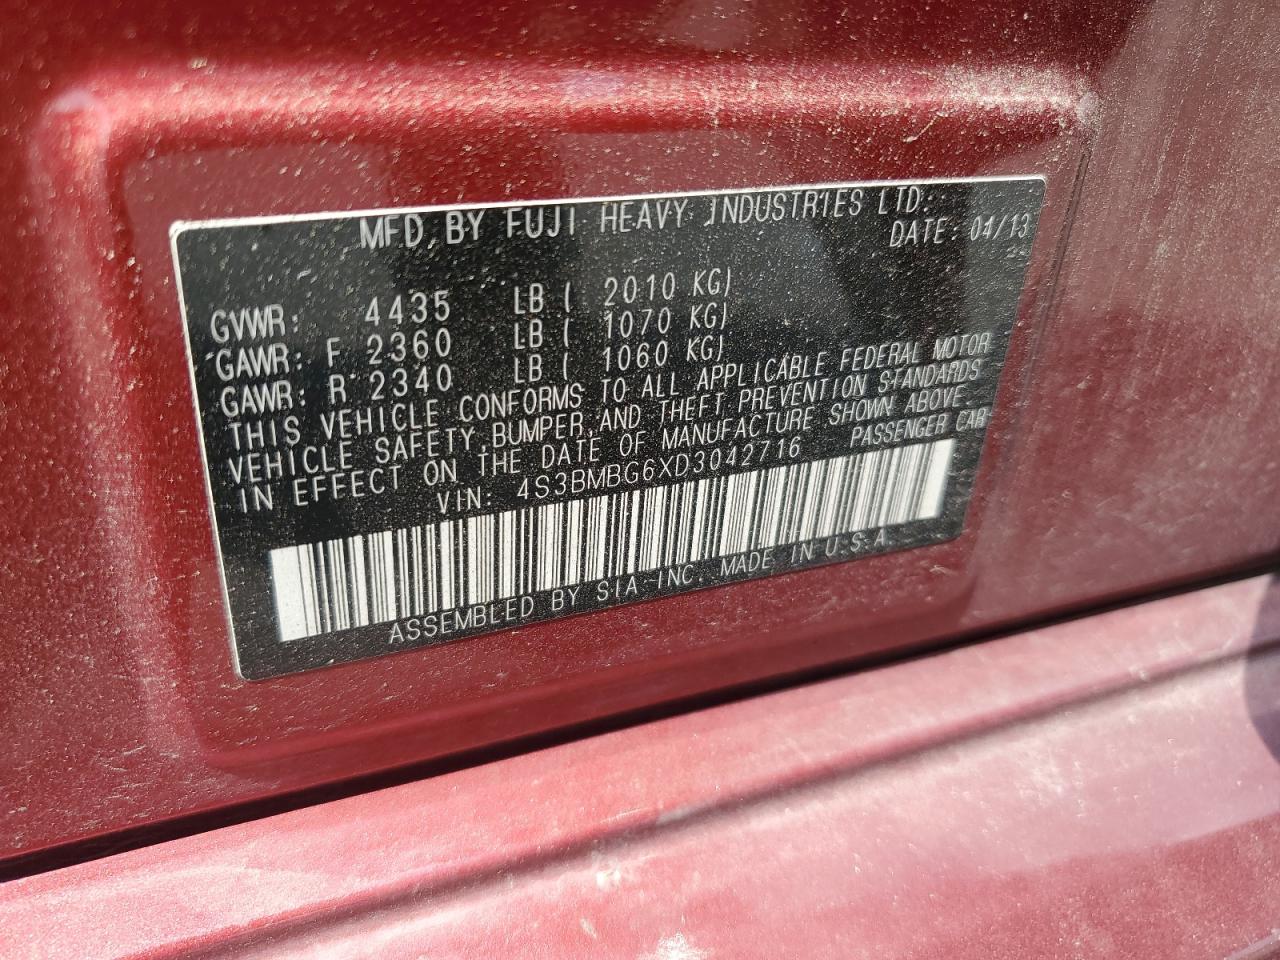 MFD BY FUJI HEAVY INDUSTRIES LTD.
DATE: 04/13
GVWR: 4435 LB ( 2010 KG)
GAWR: F 2360 LB ( 1070 KG)
GAWR: R 2340 LB ( 1060 KG)
THIS VEHICLE CONFORMS TO ALL APPLICABLE FEDERAL MOTOR
VEHICLE SAFETY, BUMPER, AND THEFT PREVENTION STANDARDS
IN EFFECT ON THE DATE OF MANUFACTURE SHOWN ABOVE.
VIN: 4S3BMBG6XD3042716 PASSENGER CAR
ASSEMBLED BY SIA INC. MADE IN U.S.A